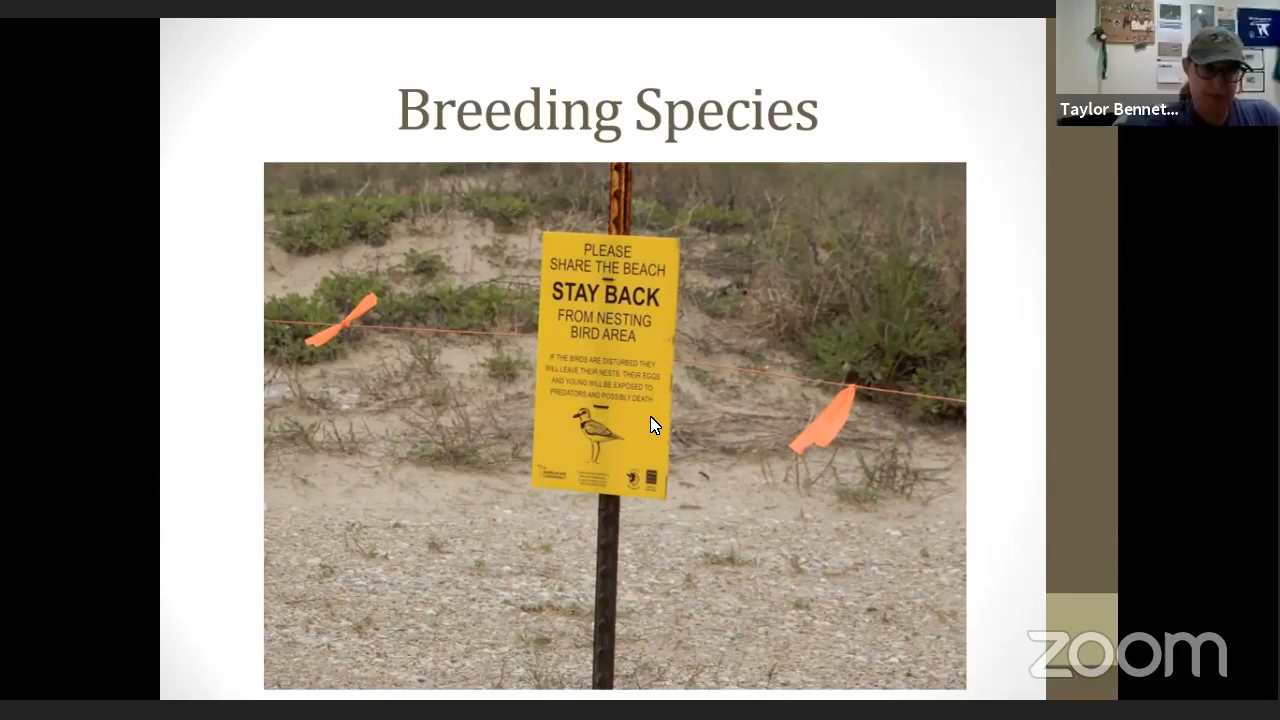 Breeding Species
Taylor Bennet...
PLEASE
SHARE THE BEACH
STAY BACK
FROM NESTING
BIRD AREA
IF THE BIRDS ARE DISTURBED THEY
WILL LEAVE THEIR NESTS; THEIR EGGS
AND YOUNG WILL BE EXPOSED TO
PREDATORS AND POSSIBLY DEATH
zoom